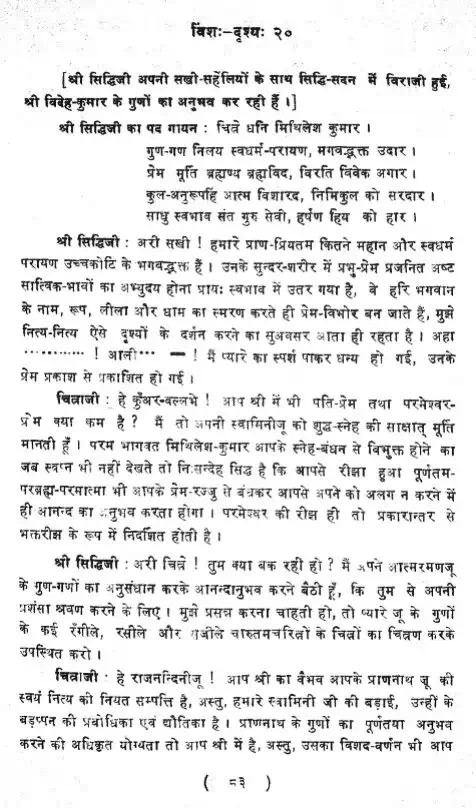 विंशः-दृश्यः २०
[श्री सिद्धिजी अपनी सखी-सहेलियों के साथ सिद्धि-सदन में विराजी हुई,
श्री विदेह-कुमार के गुणों का अनुभव कर रही हैं।]
श्री सिद्धिजी का पद गायन : चित्रे धनि मिथिलेश कुमार।
गुण-गण निलय स्वधर्म-परायण, भगवद्भक्त उदार।
प्रेम मूर्ति ब्रह्मण्य ब्रह्मविद, विरति विवेक अगार।
कुल-अनुरूपहिं आत्म विशारद, निमिकुल को सरदार।
साधु स्वभाव संत गुरु सेवी, हर्षण हिय को हार।
श्री सिद्धिजी : अरी सखी ! हमारे प्राण-प्रियतम कितने महान और स्वधर्म
परायण उच्चकोटि के भगवद्भक्त हैं। उनके सुन्दर-शरीर में प्रभु-प्रेम प्रजनित अष्ट
सात्विक-भावों का अभ्युदय होना प्रायः स्वभाव में उतर गया है, वे हरि भगवान
के नाम, रूप, लीला और धाम का स्मरण करते ही प्रेम-विभोर बन जाते हैं, मुझे
नित्य-नित्य ऐसे दृश्यों के दर्शन करने का सुअवसर आता ही रहता है। अहा
............ ! आली... — ! मैं प्यारे का स्पर्श पाकर धन्य हो गई, उनके
प्रेम प्रकाश से प्रकाशित हो गई।
चित्राजी : हे कुँअर-वल्लभे ! आप श्री में भी पति-प्रेम तथा परमेश्वर-
प्रेम क्या कम है ? मैं तो अपनी स्वामिनीजू को शुद्ध-स्नेह की साक्षात् मूर्ति
मानती हूँ। परम भागवत मिथिलेश-कुमार आपके स्नेह-बंधन से विमुक्त होने का
जब स्वप्न भी नहीं देखते तो निःसन्देह सिद्ध है कि आपसे रीझा हुआ पूर्णतम-
परब्रह्म-परमात्मा भी आपके प्रेम-रज्जु से बंधकर आपसे अपने को अलग न करने में
ही आनन्द का अनुभव करता होगा। परमेश्वर की रीझ ही तो प्रकारान्तर से
भक्तरीझ के रूप में निर्दशित होती है।
श्री सिद्धिजी : अरी चित्रे ! तुम क्या बक रही हो ? मैं अपने आत्मरमणजू
के गुण-गणों का अनुसंधान करके आनन्दानुभव करने बैठी हूँ, कि तुम से अपनी
प्रशंसा श्रवण करने के लिए। मुझे प्रसन्न करना चाहती हो, तो प्यारे जू के गुणों
के कई रंगीले, रसीले और सजीले चारुतमचरित्रों के चित्रों का चित्रण करके
उपस्थित करो।
चित्राजी : हे राजनन्दिनीजू ! आप श्री का वैभव आपके प्राणनाथ जू की
स्वयं नित्य की नियत सम्पत्ति है, अस्तु, हमारे स्वामिनी जी की बड़ाई, उन्हीं के
बड़प्पन की प्रबोधिका एवं द्यौतिका है। प्राणनाथ के गुणों का पूर्णतया अनुभव
करने की अधिकृत योग्यता तो आप श्री में है, अस्तु, उसका विशद-वर्णन भी आप
( ८३ )